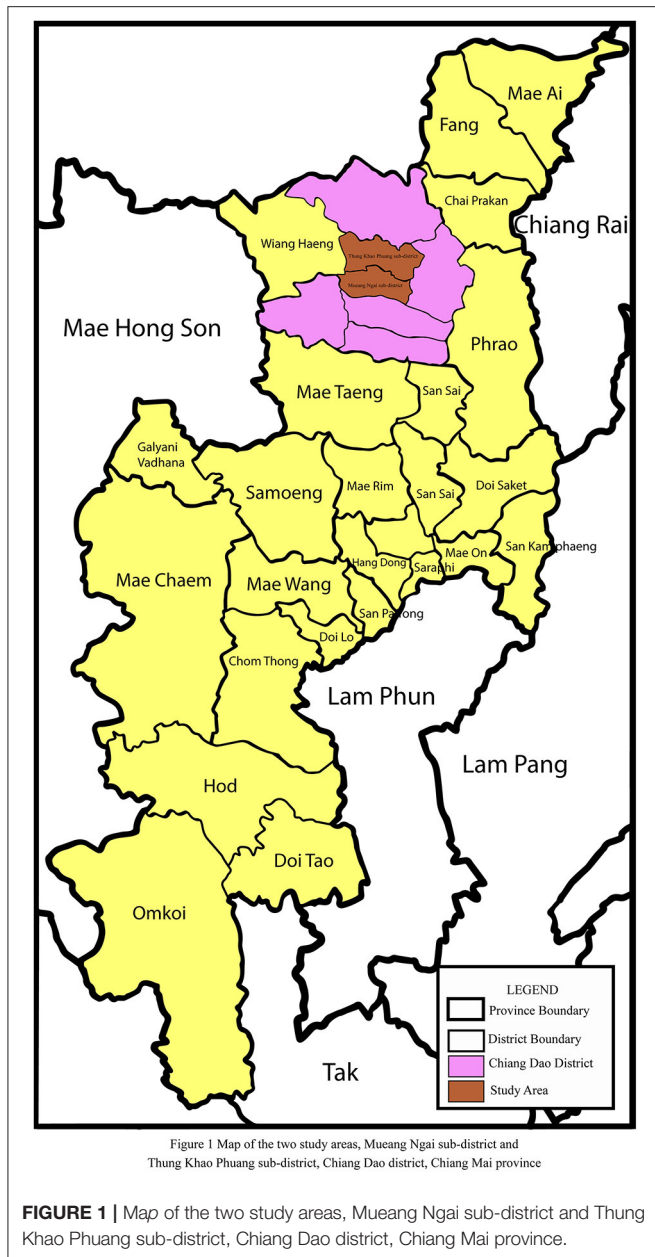 Mae Ai
Fang
Chai Prakan
Chiang Rai
Wiang Haeng
Thung Khao Phuang sub-district
Mueang Ngai sub-district
Mae Hong Son
Phrao
Mae Taeng
San Sai
Galyani
Vadhana
Samoeng
Mae Rim
San Sai
Doi Saket
San Kamphaeng
Mae On
Hang Dong
Saraphi
Mae Chaem
Mae Wang
San Patong
Doi Lo
Chom Thong
Lam Phun
Lam Pang
Hod
Doi Tao
Omkoi
Tak
LEGEND
Province Boundary
District Boundary
Chiang Dao District
Study Area
Figure 1 Map of the two study areas, Mueang Ngai sub-district and
Thung Khao Phuang sub-district, Chiang Dao district, Chiang Mai province
FIGURE 1 | Map of the two study areas, Mueang Ngai sub-district and Thung
Khao Phuang sub-district, Chiang Dao district, Chiang Mai province.